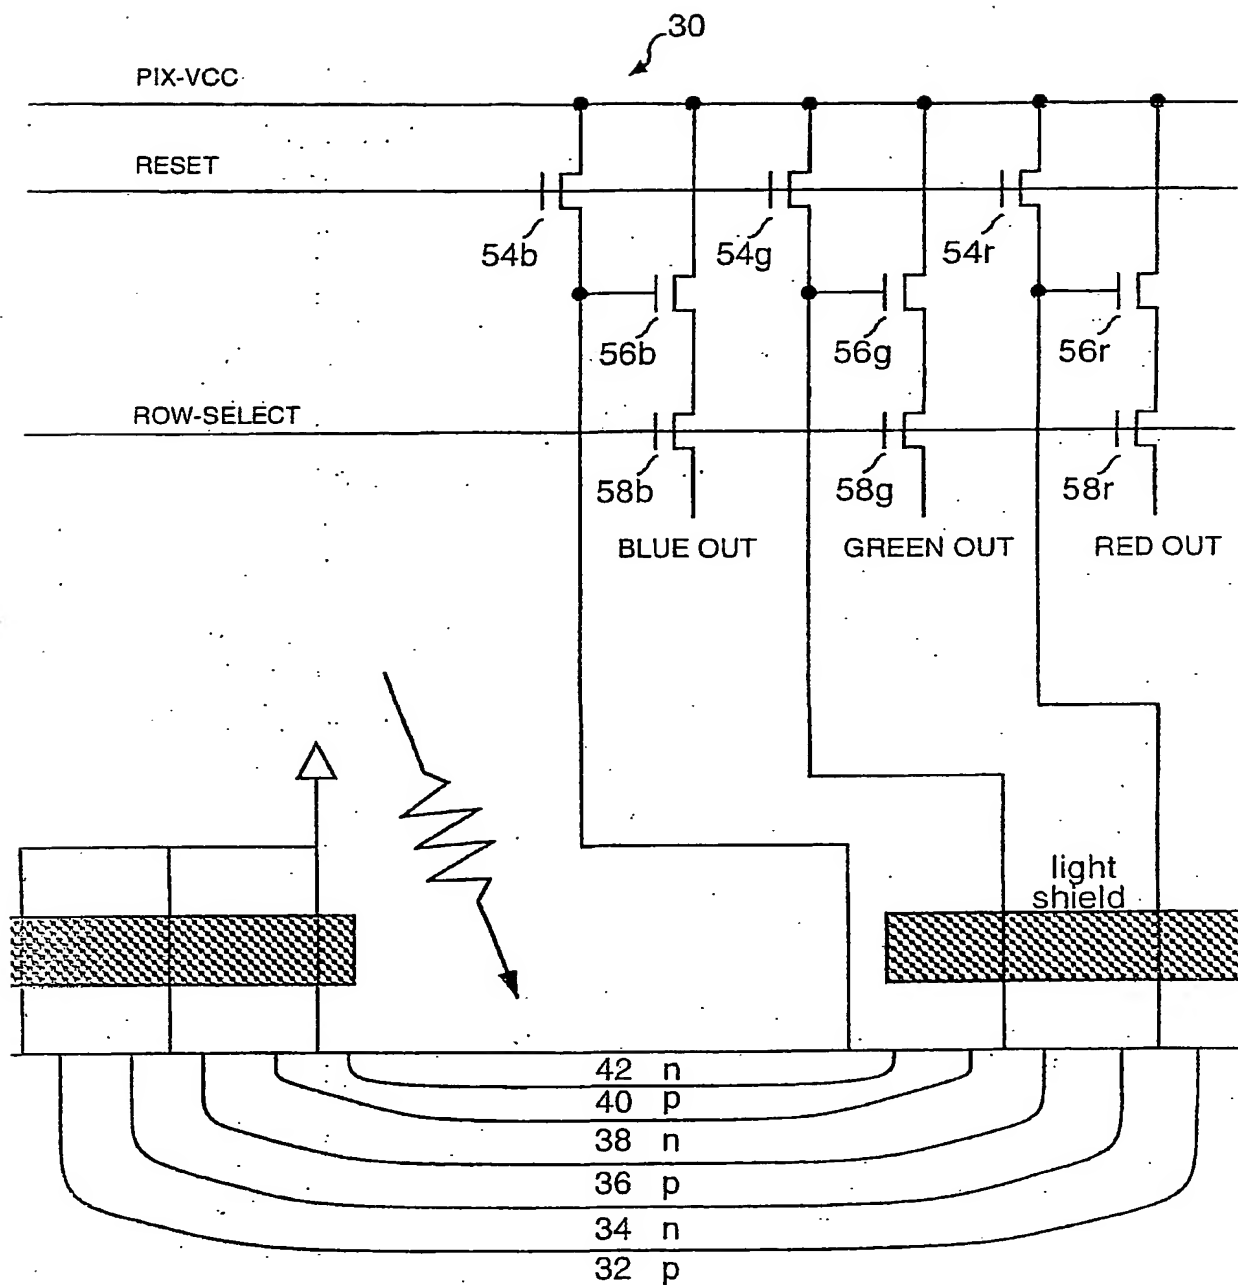 30
PIX-VCC
RESET
54b
54g
54r
56b
56g
56r
ROW-SELECT
58b
58g
58r
BLUE OUT
GREEN OUT
RED OUT
light
shield
42 n
40 p
38 n
36 p
34 n
32 p